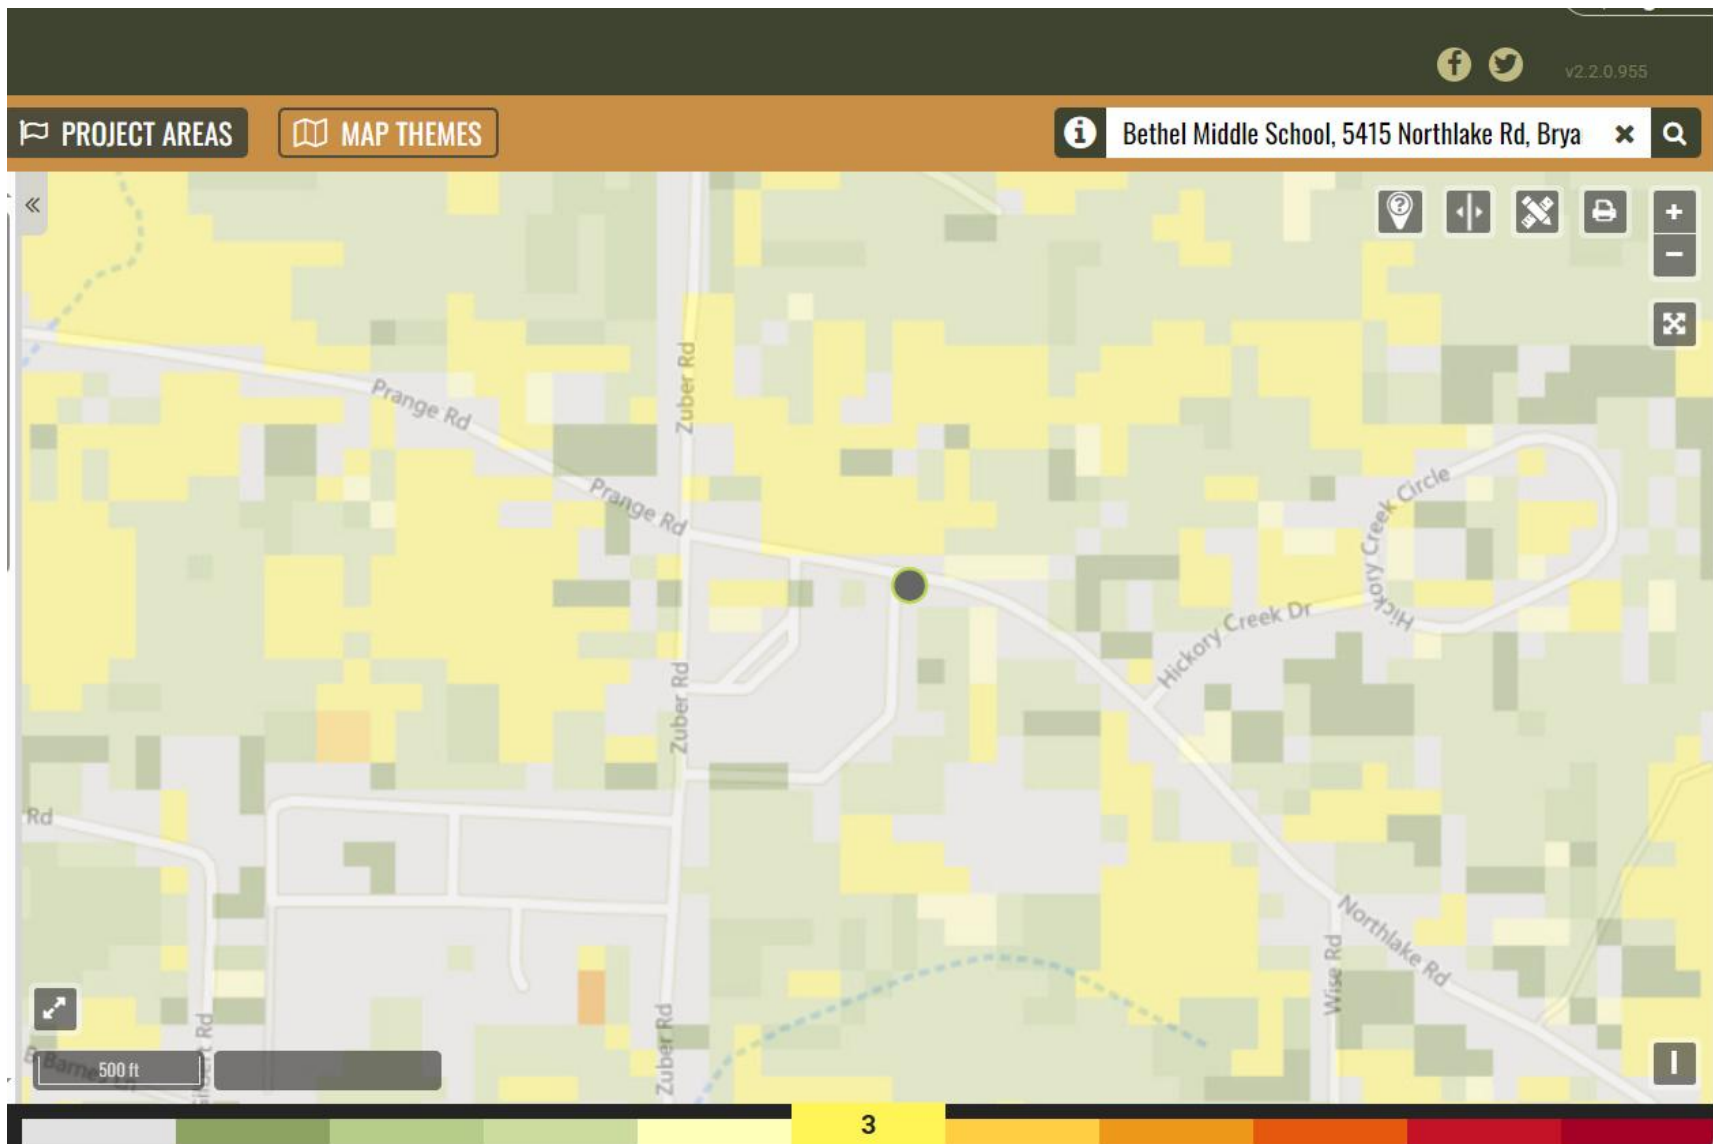 v2.2.0.955
PROJECT AREAS
MAP THEMES
Bethel Middle School, 5415 Northlake Rd, Brya
Zuber Rd
Prange Rd
Prange Rd
Hickory Creek Circle
Hickory Creek Dr
Hick
Zuber Rd
Rd
Northlake Rd
Wise Rd
Zuber Rd
500 ft
3